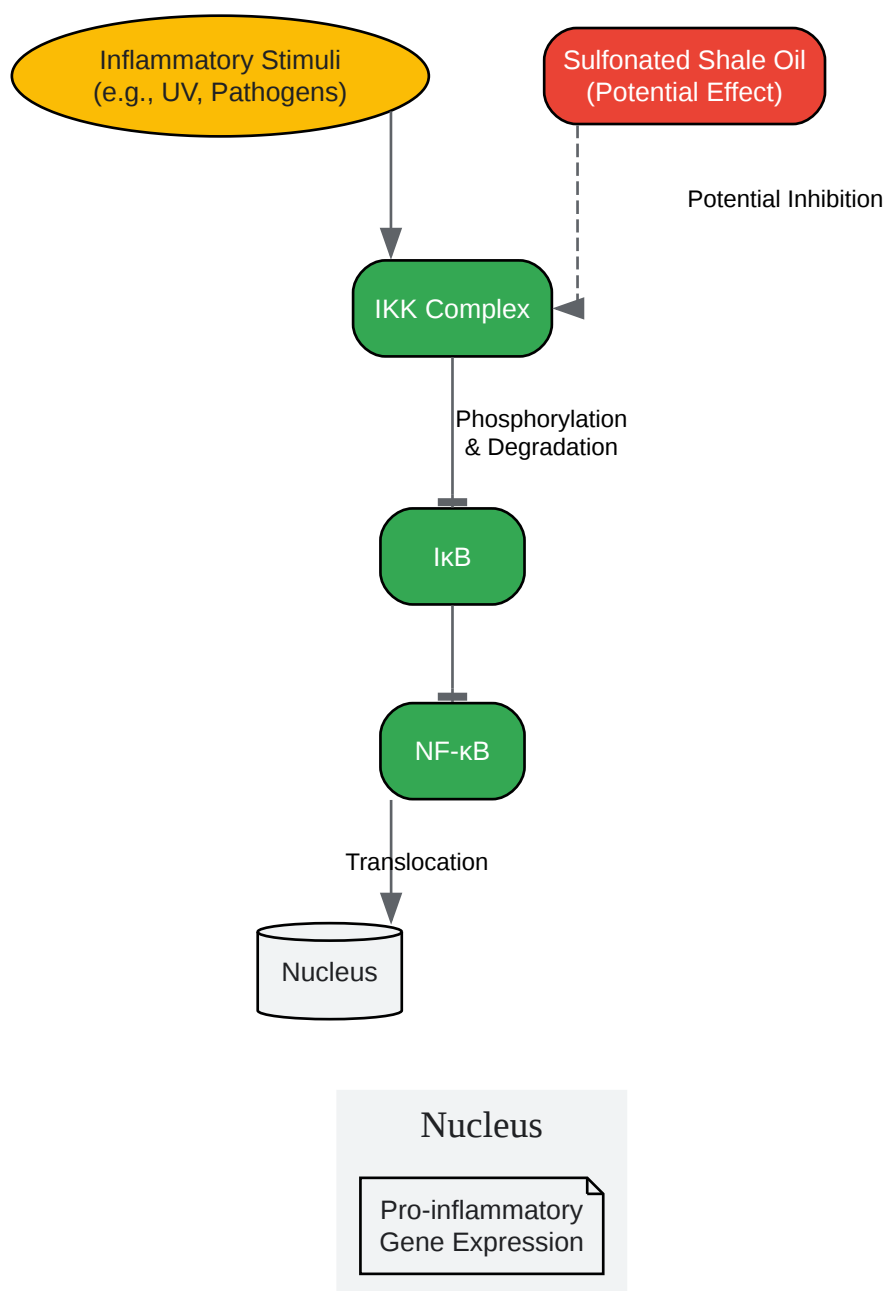 Inflammatory Stimuli
(e.g., UV, Pathogens)
Sulfonated Shale Oil
(Potential Effect)
Potential Inhibition
IKK Complex
Phosphorylation
& Degradation
IκB
NF-κB
Translocation
Nucleus
Nucleus
Pro-inflammatory
Gene Expression